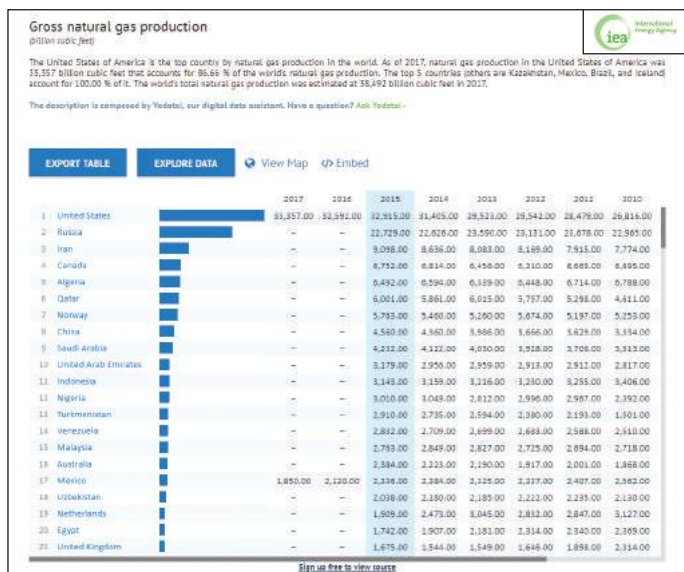 Gross natural gas production
(billion cubic feet)
iea
International
Energy Agency
The United States of America is the top country by natural gas production in the world. As of 2017, natural gas production in the United States of America was
33,357 billion cubic feet that accounts for 86.66 % of the world's natural gas production. The top 5 countries (others are Kazakhstan, Mexico, Brazil, and Iceland)
account for 100.00 % of it. The world's total natural gas production was estimated at 38,492 billion cubic feet in 2017.
The description is composed by Yodatai, our digital data assistant. Have a question? Ask Yodatai ›
EXPORT TABLE EXPLORE DATA View Map </> Embed
2017 2016 2015 2014 2013 2012 2011 2010
1 United States 33,357.00 32,592.00 32,915.00 31,405.00 29,523.00 29,542.00 28,479.00 26,816.00
2 Russia – – 22,729.00 22,626.00 23,590.00 23,131.00 23,678.00 22,965.00
3 Iran – – 9,098.00 8,636.00 8,083.00 8,169.00 7,915.00 7,774.00
4 Canada – – 6,752.00 6,814.00 6,456.00 6,310.00 6,665.00 6,695.00
5 Algeria – – 6,492.00 6,594.00 6,339.00 6,448.00 6,714.00 6,788.00
6 Qatar – – 6,001.00 5,861.00 6,015.00 5,757.00 5,298.00 4,611.00
7 Norway – – 5,763.00 5,460.00 5,260.00 5,674.00 5,197.00 5,253.00
8 China – – 4,560.00 4,360.00 3,986.00 3,666.00 3,629.00 3,334.00
9 Saudi Arabia – – 4,232.00 4,122.00 4,030.00 3,928.00 3,706.00 3,313.00
10 United Arab Emirates – – 3,179.00 2,956.00 2,959.00 2,913.00 2,912.00 2,817.00
11 Indonesia – – 3,143.00 3,159.00 3,216.00 3,230.00 3,255.00 3,406.00
12 Nigeria – – 3,010.00 3,049.00 2,812.00 2,996.00 2,967.00 2,392.00
13 Turkmenistan – – 2,910.00 2,735.00 2,594.00 2,380.00 2,193.00 1,501.00
14 Venezuela – – 2,832.00 2,709.00 2,699.00 2,683.00 2,588.00 2,510.00
15 Malaysia – – 2,763.00 2,849.00 2,827.00 2,725.00 2,694.00 2,718.00
16 Australia – – 2,384.00 2,223.00 2,190.00 1,917.00 2,001.00 1,868.00
17 Mexico 1,850.00 2,120.00 2,336.00 2,384.00 2,325.00 2,337.00 2,407.00 2,562.00
18 Uzbekistan – – 2,038.00 2,180.00 2,185.00 2,222.00 2,235.00 2,130.00
19 Netherlands – – 1,909.00 2,473.00 3,045.00 2,832.00 2,847.00 3,127.00
20 Egypt – – 1,742.00 1,907.00 2,181.00 2,314.00 2,340.00 2,369.00
21 United Kingdom – – 1,675.00 1,544.00 1,549.00 1,646.00 1,898.00 2,314.00
Sign us free to view source